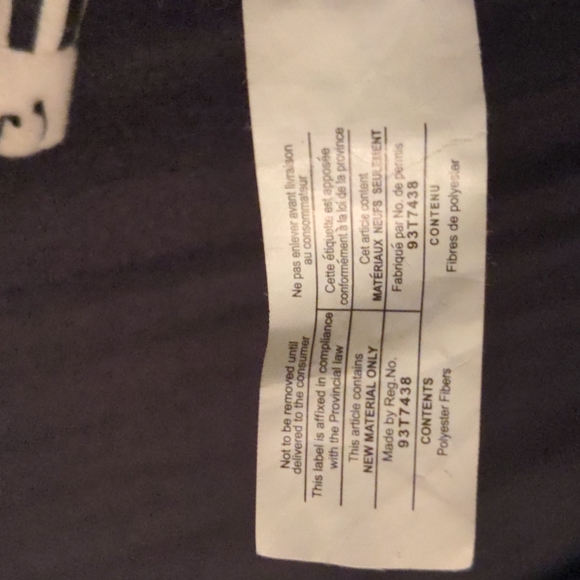 Not to be removed until
delivered to the consumer
This label is affixed in compliance
with the Provincial law
This article contains
NEW MATERIAL ONLY
Made by Reg.No.
93T7438
CONTENTS
Polyester Fibers
Ne pas enlever avant livraison
au consommateur
Cette étiquette est apposée
conformément à la loi de la province
Cet article content
MATÉRIAUX NEUFS SEULEMENT
Fabriqué par No. de permis
93T7438
CONTENU
Fibres de polyester